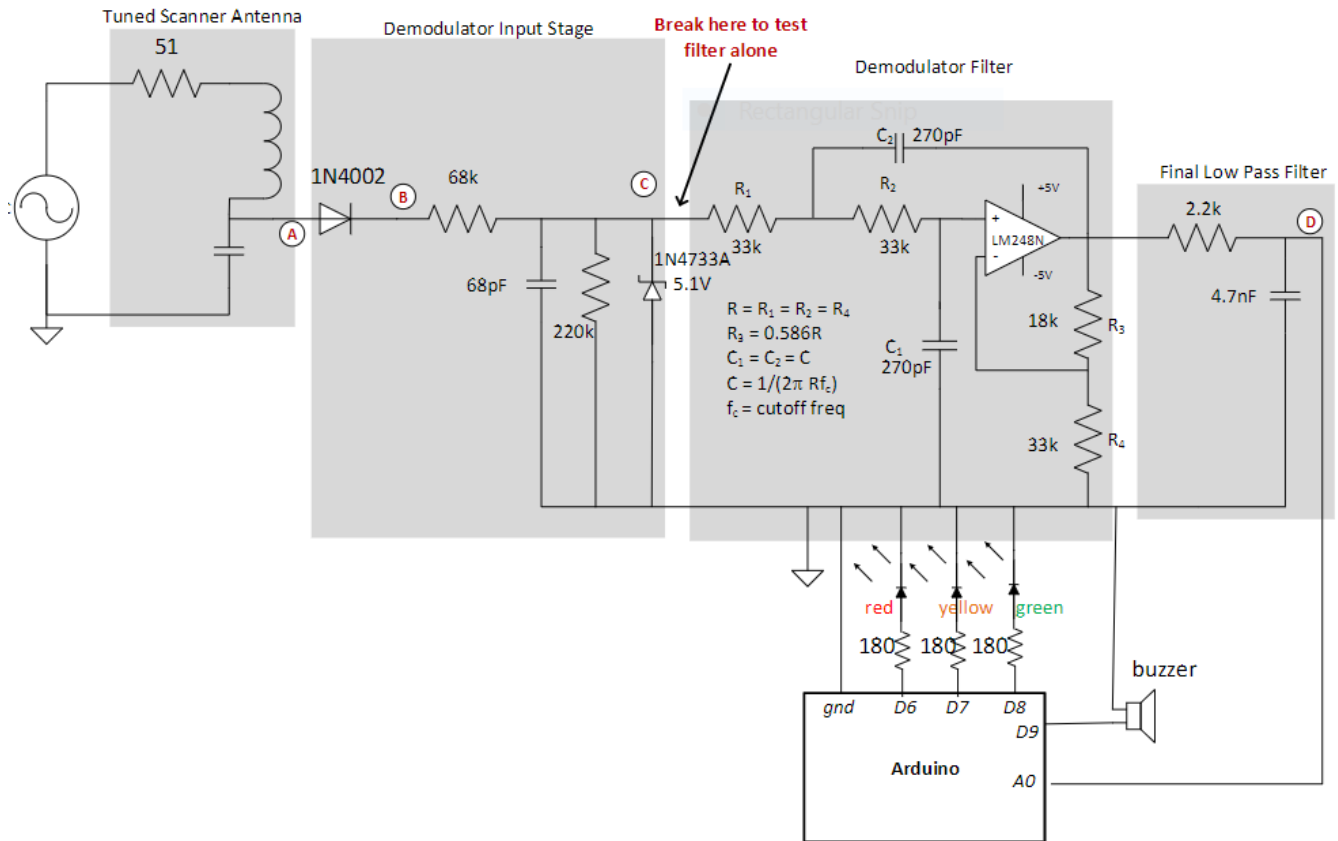 Tuned Scanner Antenna
51
Demodulator Input Stage
Break here to test
filter alone
Demodulator Filter
Rectangular Snip
C₂ 270pF
Final Low Pass Filter
1N4002
B
68k
C
R₁
R₂
+5V
2.2k
D
A
+
LM248N
-
-5V
33k
33k
1N4733A
5.1V
68pF
220k
R = R₁ = R₂ = R₄
R₃ = 0.586R
C₁ = C₂ = C
C = 1/(2π Rf꜀)
f꜀ = cutoff freq
C₁
270pF
18k
R₃
4.7nF
33k
R₄
red
yellow
green
180
180
180
buzzer
gnd
D6
D7
D8
D9
Arduino
A0